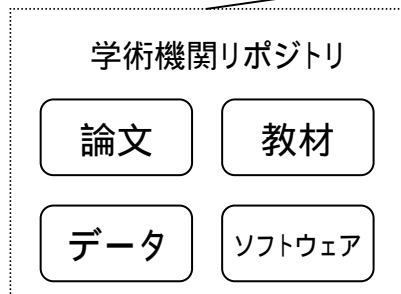 学術機関リポジトリ
論文
教材
データ
ソフトウェア